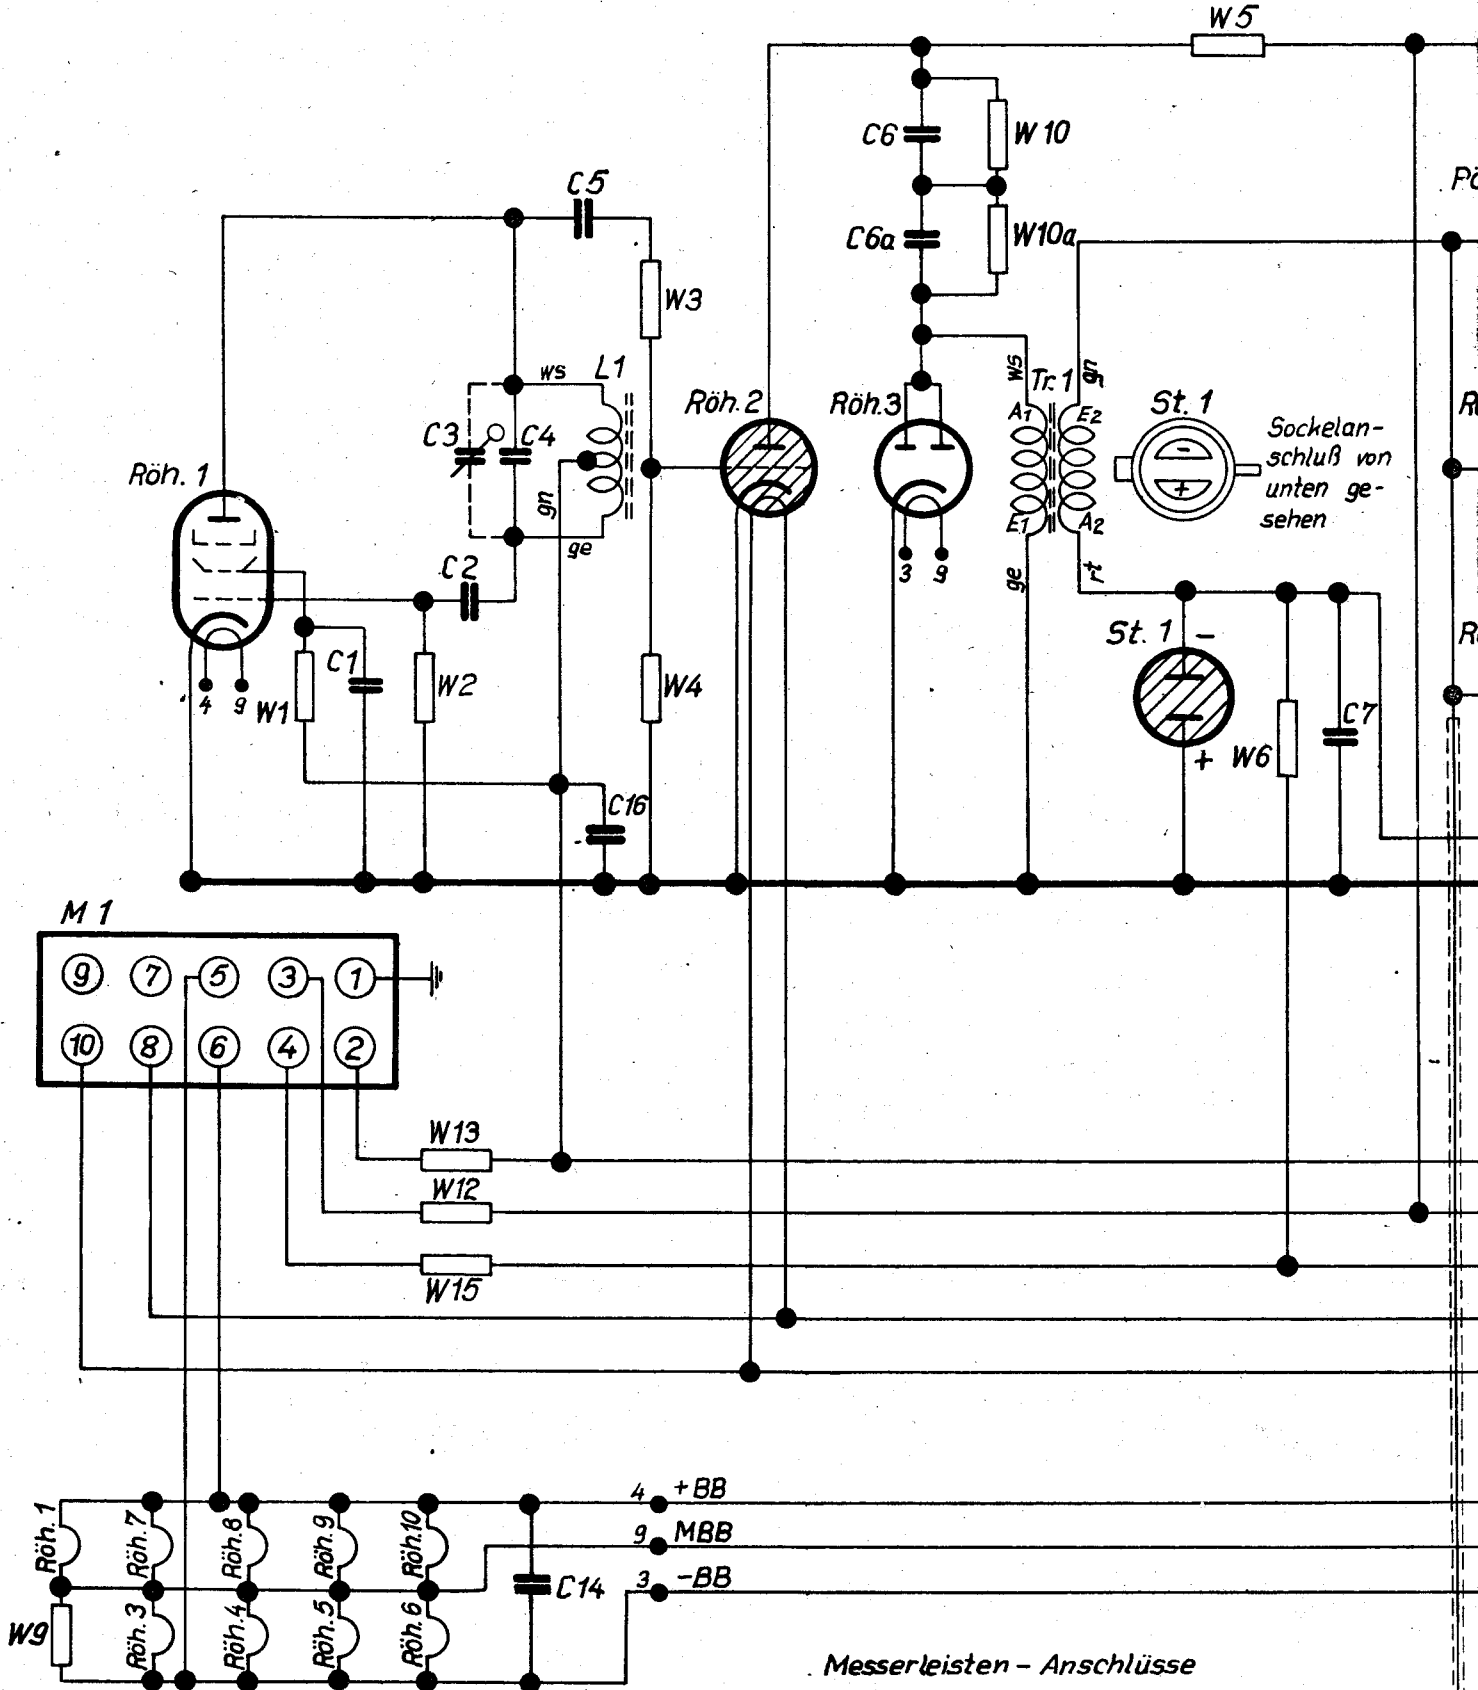 W5
C6
W10
C5
C6a
W10a
W3
ws
L1
ws
Tr.1
gn
Röh.2
Röh.3
A1
E2
St. 1
C3
C4
Sockelan-
schluß von
unten ge-
sehen
-
+
Röh. 1
gn
ge
E1
A2
C2
3
9
ge
rt
St. 1
-
C1
W2
W4
4
9
W1
C7
+
W6
C16
M 1
9
7
5
3
1
10
8
6
4
2
W13
W12
W15
Röh. 1
Röh.7
Röh.8
Röh.9
Röh.10
4 +BB
9 MBB
3 -BB
C14
W9
Röh. 3
Röh.4
Röh.5
Röh. 6
Messerleisten - Anschlüsse